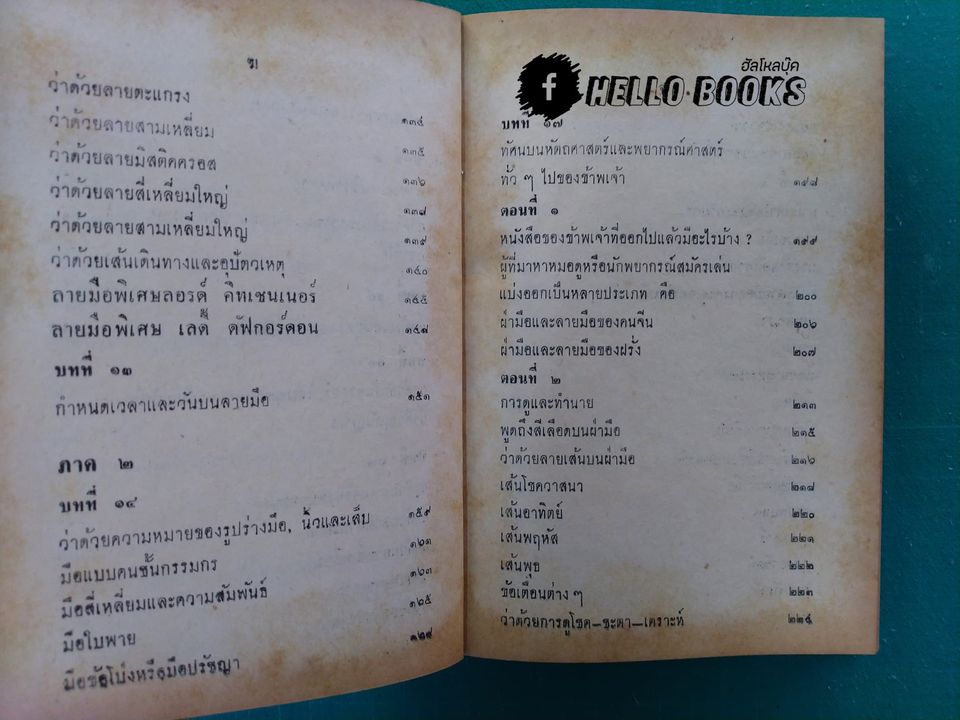 ฆ
ว่าด้วยลายตะแกรง ๑๓๔
ว่าด้วยลายสามเหลี่ยม ๑๓๕
ว่าด้วยลายมิสติคครอส ๑๓๖
ว่าด้วยลายสี่เหลี่ยมใหญ่ ๑๓๗
ว่าด้วยลายสามเหลี่ยมใหญ่ ๑๓๙
ว่าด้วยเส้นเดินทางและอุปัตวเหตุ ๑๔๐
ลายมือพิเศษลอรด์ คิทเชนเนอร์ ๑๔๕
ลายมือพิเศษ เลดี้ ดัฟกอร์ดอน ๑๔๗
บทที่ ๑๓
กำหนดเวลาและวันบนลายมือ ๑๕๑
ภาค ๒
บทที่ ๑๔
ว่าด้วยความหมายของรูปร่างมือ, นิ้วและเล็บ ๑๕๙
มือแบบคนชั้นกรรมกร ๑๖๑
มือสี่เหลี่ยมและความสัมพันธ์ ๑๖๓
มือใบพาย ๑๖๕
มือข้อโปงหรือมือปรัชญา
f ฮัลโหลบุ๊ค
HELLO BOOKS
บทที่ ๑๗
ทัศนบนหัตถศาสตร์และพยากรณ์ศาสตร์
ทั่ว ๆ ไปของข้าพเจ้า ๑๙๘
ตอนที่ ๑
หนังสือของข้าพเจ้าที่ออกไปแล้วมีอะไรบ้าง ? ๑๙๙
ผู้ที่มาหาหมอดูหรือนักพยากรณ์สมัครเล่น
แบ่งออกเป็นหลายประเภท คือ ๒๐๐
ฝ่ามือและลายมือของคนจีน ๒๐๖
ฝ่ามือและลายมือของฝรั่ง ๒๐๗
ตอนที่ ๒
การดูและทำนาย ๒๑๓
พูดถึงสีเลือดบนฝ่ามือ ๒๑๕
ว่าด้วยลายเส้นบนฝ่ามือ ๒๑๖
เส้นโชควาสนา ๒๑๘
เส้นอาทิตย์ ๒๒๐
เส้นพฤหัส ๒๒๑
เส้นพุธ ๒๒๒
ข้อเตือนต่าง ๆ ๒๒๓
ว่าด้วยการดูโชค–ชะตา–เคราะห์ ๒๒๔